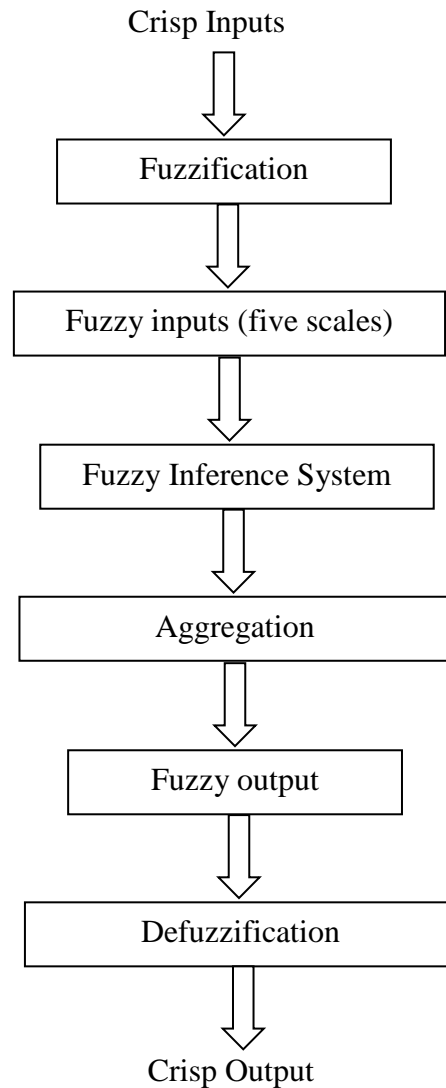 Crisp Inputs
Fuzzification
Fuzzy inputs (five scales)
Fuzzy Inference System
Aggregation
Fuzzy output
Defuzzification
Crisp Output